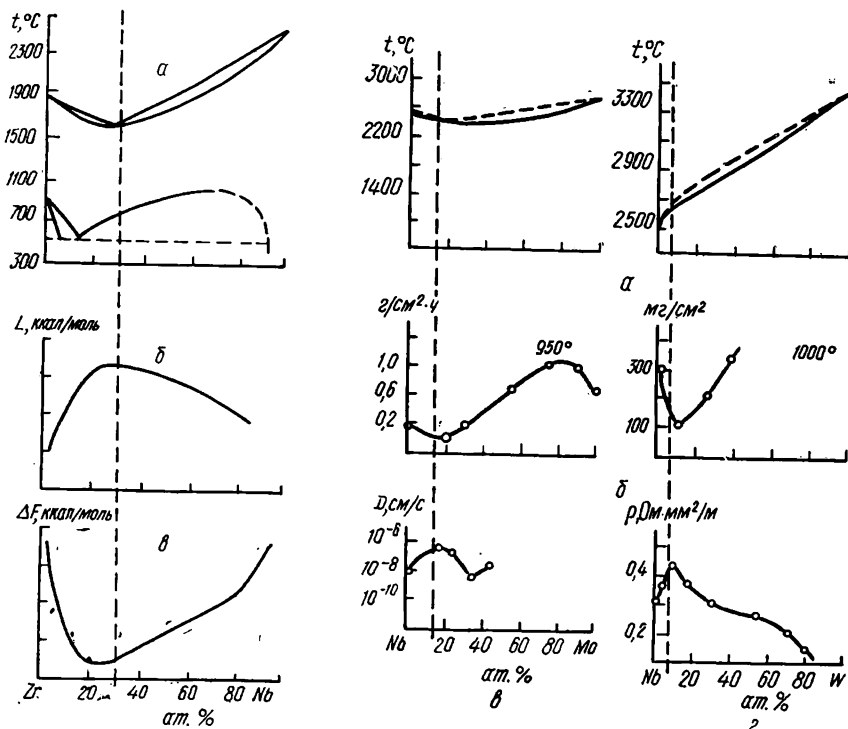 t,°C
2300
1900
1500
1100
700
300
а
L, ккал/моль
б
ΔF, ккал/моль
в
Zr 20 40 60 80 Nb
ат. %
t,°C
3000
2200
1400
г/см²·ч
1,0
0,6
0,2
950°
D, см/с
10⁻⁶
10⁻⁸
10⁻¹⁰
Nb 20 40 60 80 Mo
ат. %
в
t,°C
3300
2900
2500
а
мг/см²
300
100
1000°
б
ρ, Ом·мм²/м
0,4
0,2
Nb 20 40 60 80 W
ат. %
г